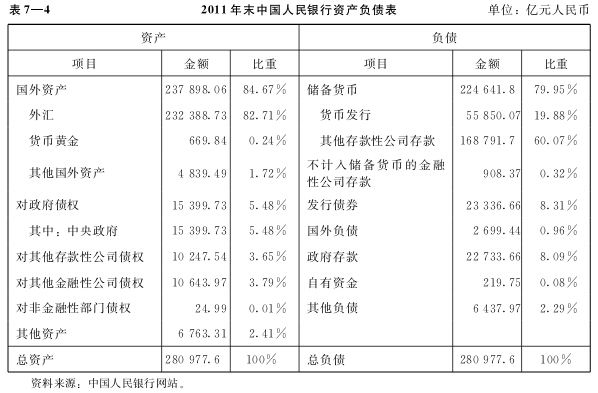 表 7—4 2011 年末中国人民银行资产负债表 单位：亿元人民币
资产 负债
项目 金额 比重 项目 金额 比重
国外资产 237 898.06 84.67% 储备货币 224 641.8 79.95%
外汇 232 388.73 82.71% 货币发行 55 850.07 19.88%
货币黄金 669.84 0.24% 其他存款性公司存款 168 791.7 60.07%
其他国外资产 4 839.49 1.72% 不计入储备货币的金融
性公司存款 908.37 0.32%
对政府债权 15 399.73 5.48% 发行债券 23 336.66 8.31%
其中：中央政府 15 399.73 5.48% 国外负债 2 699.44 0.96%
对其他存款性公司债权 10 247.54 3.65% 政府存款 22 733.66 8.09%
对其他金融性公司债权 10 643.97 3.79% 自有资金 219.75 0.08%
对非金融性部门债权 24.99 0.01% 其他负债 6 437.97 2.29%
其他资产 6 763.31 2.41%
总资产 280 977.6 100% 总负债 280 977.6 100%
资料来源：中国人民银行网站。